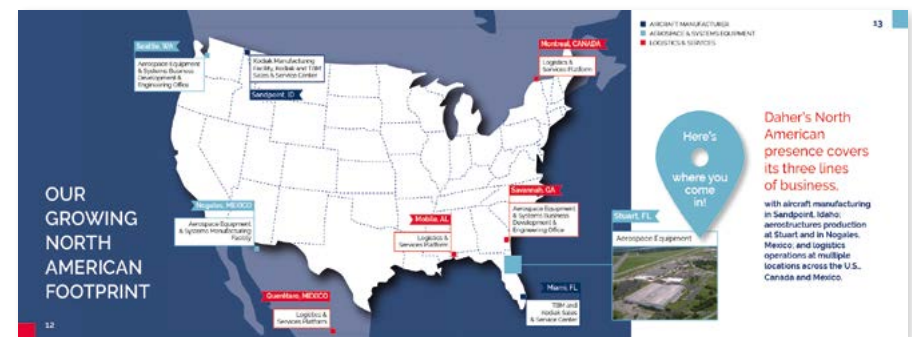 OUR
GROWING
NORTH
AMERICAN
FOOTPRINT
12
Seattle, WA
Aerospace Equipment
& Systems Business
Development &
Engineering Office
Kodiak Manufacturing
Facility, Kodiak and TBM
Sales & Service Center
Sandpoint, ID
Montreal, CANADA
Logistics &
Services Platform
Nogales, MEXICO
Aerospace Equipment
& Systems Manufacturing
Facility
Mobile, AL
Logistics &
Services Platform
Savannah, GA
Aerospace Equipment
& Systems Business
Development &
Engineering Office
Querétaro, MEXICO
Logistics &
Services Platform
Miami, FL
TBM and
Kodiak Sales
& Service Center
Stuart, FL
Aerospace Equipment
AIRCRAFT MANUFACTURER
AEROSPACE & SYSTEMS EQUIPMENT
LOGISTICS & SERVICES
13
Here's
where you
come
in!
Daher's North
American
presence covers
its three lines
of business,
with aircraft manufacturing
in Sandpoint, Idaho;
aerostructures production
at Stuart and in Nogales,
Mexico; and logistics
operations at multiple
locations across the U.S.,
Canada and Mexico.